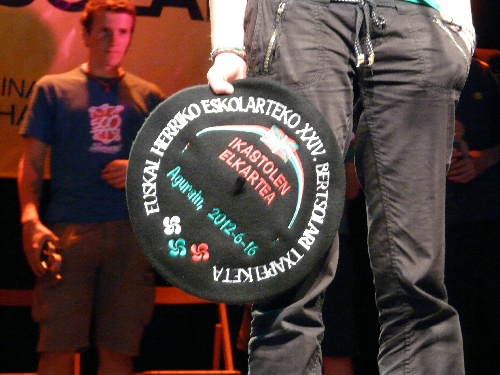 EUSKAL HERRIKO ESKOLARTEKO XXIV. BERTSOLARI TXAPELKETA
IKASTOLEN
ELKARTEA
Agurain, 2012-6-16